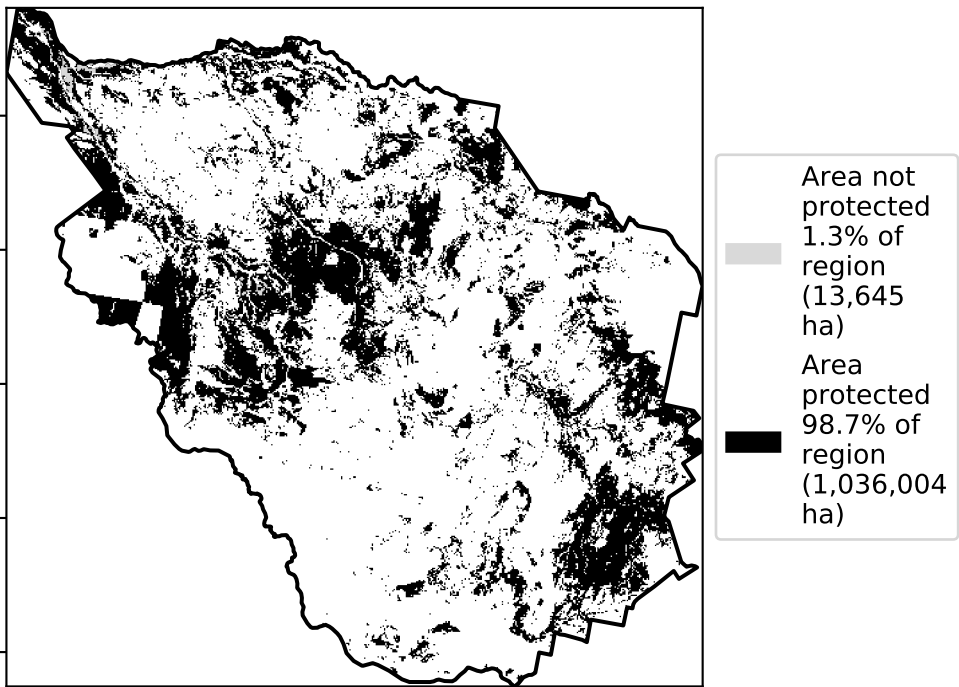 Area not
protected
1.3% of
region
(13,645
ha)
Area
protected
98.7% of
region
(1,036,004
ha)